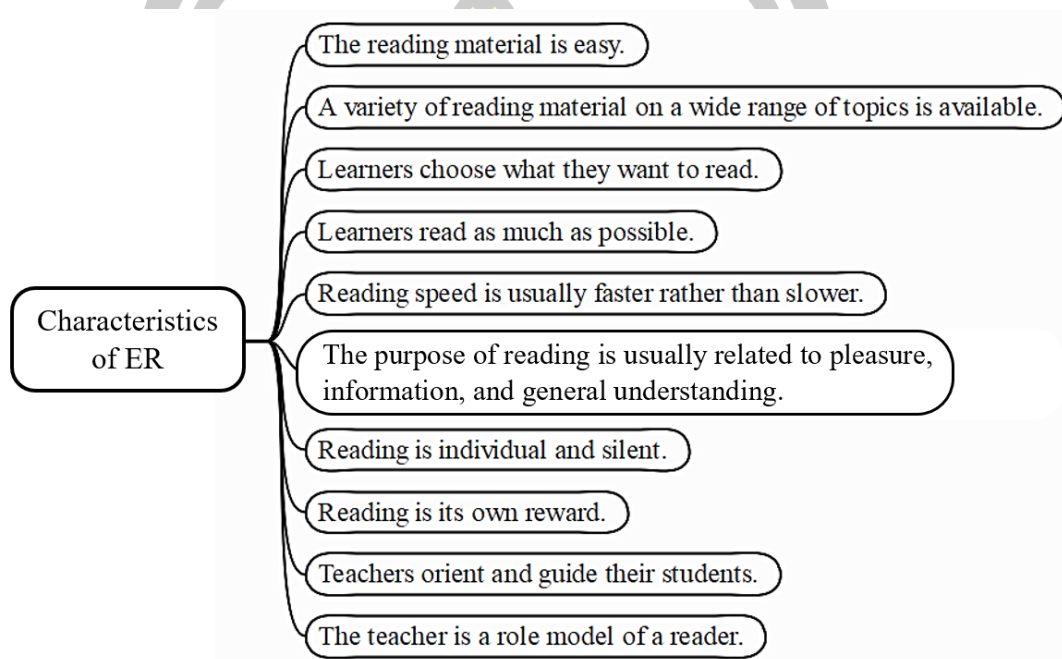 The reading material is easy.
A variety of reading material on a wide range of topics is available.
Learners choose what they want to read.
Learners read as much as possible.
Reading speed is usually faster rather than slower.
Characteristics
of ER
The purpose of reading is usually related to pleasure,
information, and general understanding.
Reading is individual and silent.
Reading is its own reward.
Teachers orient and guide their students.
The teacher is a role model of a reader.